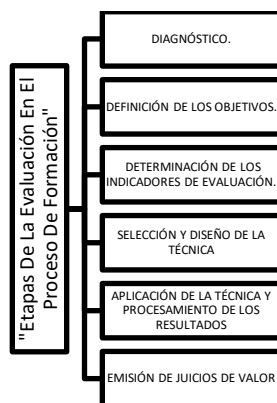 "Etapas De La Evaluación En El
Proceso De Formación"
DIAGNÓSTICO.
DEFINICIÓN DE LOS OBJETIVOS.
DETERMINACIÓN DE LOS
INDICADORES DE EVALUACIÓN.
SELECCIÓN Y DISEÑO DE LA
TÉCNICA
APLICACIÓN DE LA TÉCNICA Y
PROCESAMIENTO DE LOS
RESULTADOS
EMISIÓN DE JUICIOS DE VALOR